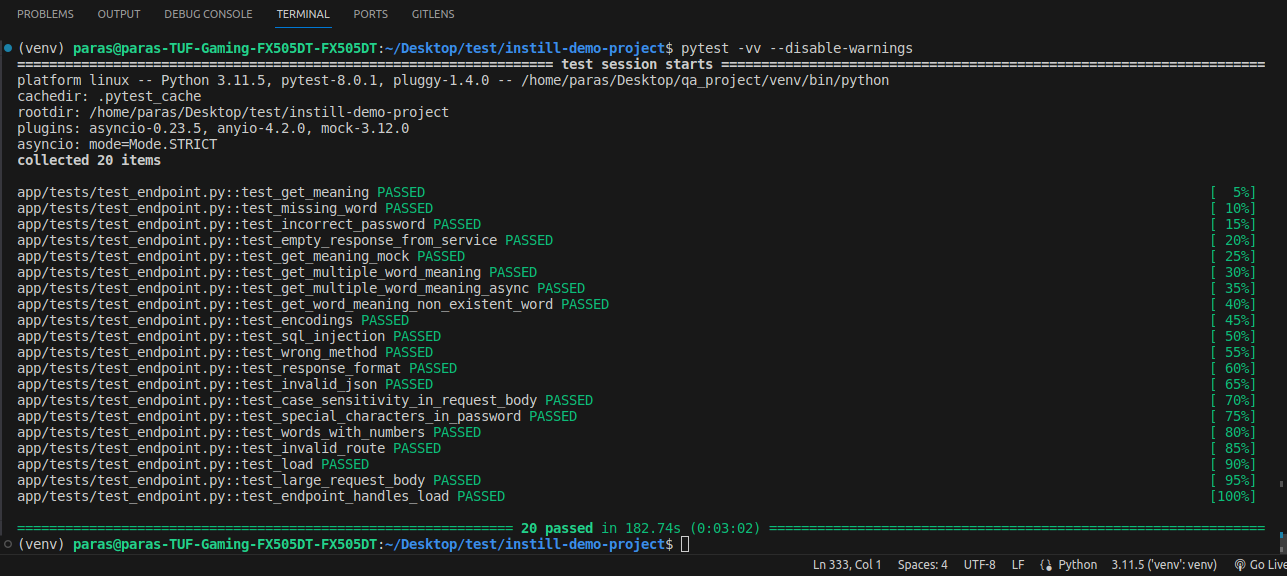 PROBLEMS OUTPUT DEBUG CONSOLE TERMINAL PORTS GITLENS
(venv) paras@paras-TUF-Gaming-FX505DT-FX505DT:~/Desktop/test/instill-demo-project$ pytest -vv --disable-warnings
=================================================================== test session starts ====================================================================
platform linux -- Python 3.11.5, pytest-8.0.1, pluggy-1.4.0 -- /home/paras/Desktop/qa_project/venv/bin/python
cachedir: .pytest_cache
rootdir: /home/paras/Desktop/test/instill-demo-project
plugins: asyncio-0.23.5, anyio-4.2.0, mock-3.12.0
asyncio: mode=Mode.STRICT
collected 20 items
app/tests/test_endpoint.py::test_get_meaning PASSED [  5%]
app/tests/test_endpoint.py::test_missing_word PASSED [ 10%]
app/tests/test_endpoint.py::test_incorrect_password PASSED [ 15%]
app/tests/test_endpoint.py::test_empty_response_from_service PASSED [ 20%]
app/tests/test_endpoint.py::test_get_meaning_mock PASSED [ 25%]
app/tests/test_endpoint.py::test_get_multiple_word_meaning PASSED [ 30%]
app/tests/test_endpoint.py::test_get_multiple_word_meaning_async PASSED [ 35%]
app/tests/test_endpoint.py::test_get_word_meaning_non_existent_word PASSED [ 40%]
app/tests/test_endpoint.py::test_encodings PASSED [ 45%]
app/tests/test_endpoint.py::test_sql_injection PASSED [ 50%]
app/tests/test_endpoint.py::test_wrong_method PASSED [ 55%]
app/tests/test_endpoint.py::test_response_format PASSED [ 60%]
app/tests/test_endpoint.py::test_invalid_json PASSED [ 65%]
app/tests/test_endpoint.py::test_case_sensitivity_in_request_body PASSED [ 70%]
app/tests/test_endpoint.py::test_special_characters_in_password PASSED [ 75%]
app/tests/test_endpoint.py::test_words_with_numbers PASSED [ 80%]
app/tests/test_endpoint.py::test_invalid_route PASSED [ 85%]
app/tests/test_endpoint.py::test_load PASSED [ 90%]
app/tests/test_endpoint.py::test_large_request_body PASSED [ 95%]
app/tests/test_endpoint.py::test_endpoint_handles_load PASSED [100%]
============================================================== 20 passed in 182.74s (0:03:02) ==============================================================
(venv) paras@paras-TUF-Gaming-FX505DT-FX505DT:~/Desktop/test/instill-demo-project$
Ln 333, Col 1 Spaces: 4 UTF-8 LF Python 3.11.5 ('venv': venv) Go Live